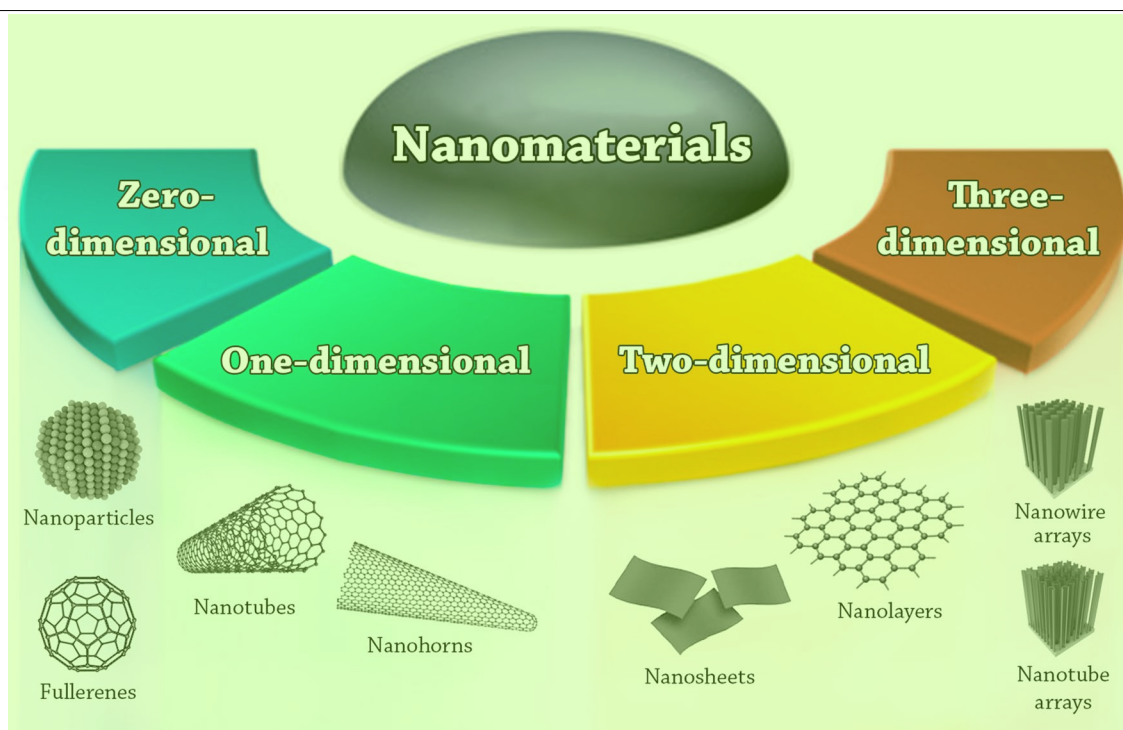 Nanomaterials
Zero-
dimensional
One-dimensional
Two-dimensional
Three-
dimensional
Nanoparticles
Fullerenes
Nanotubes
Nanohorns
Nanosheets
Nanolayers
Nanowire
arrays
Nanotube
arrays